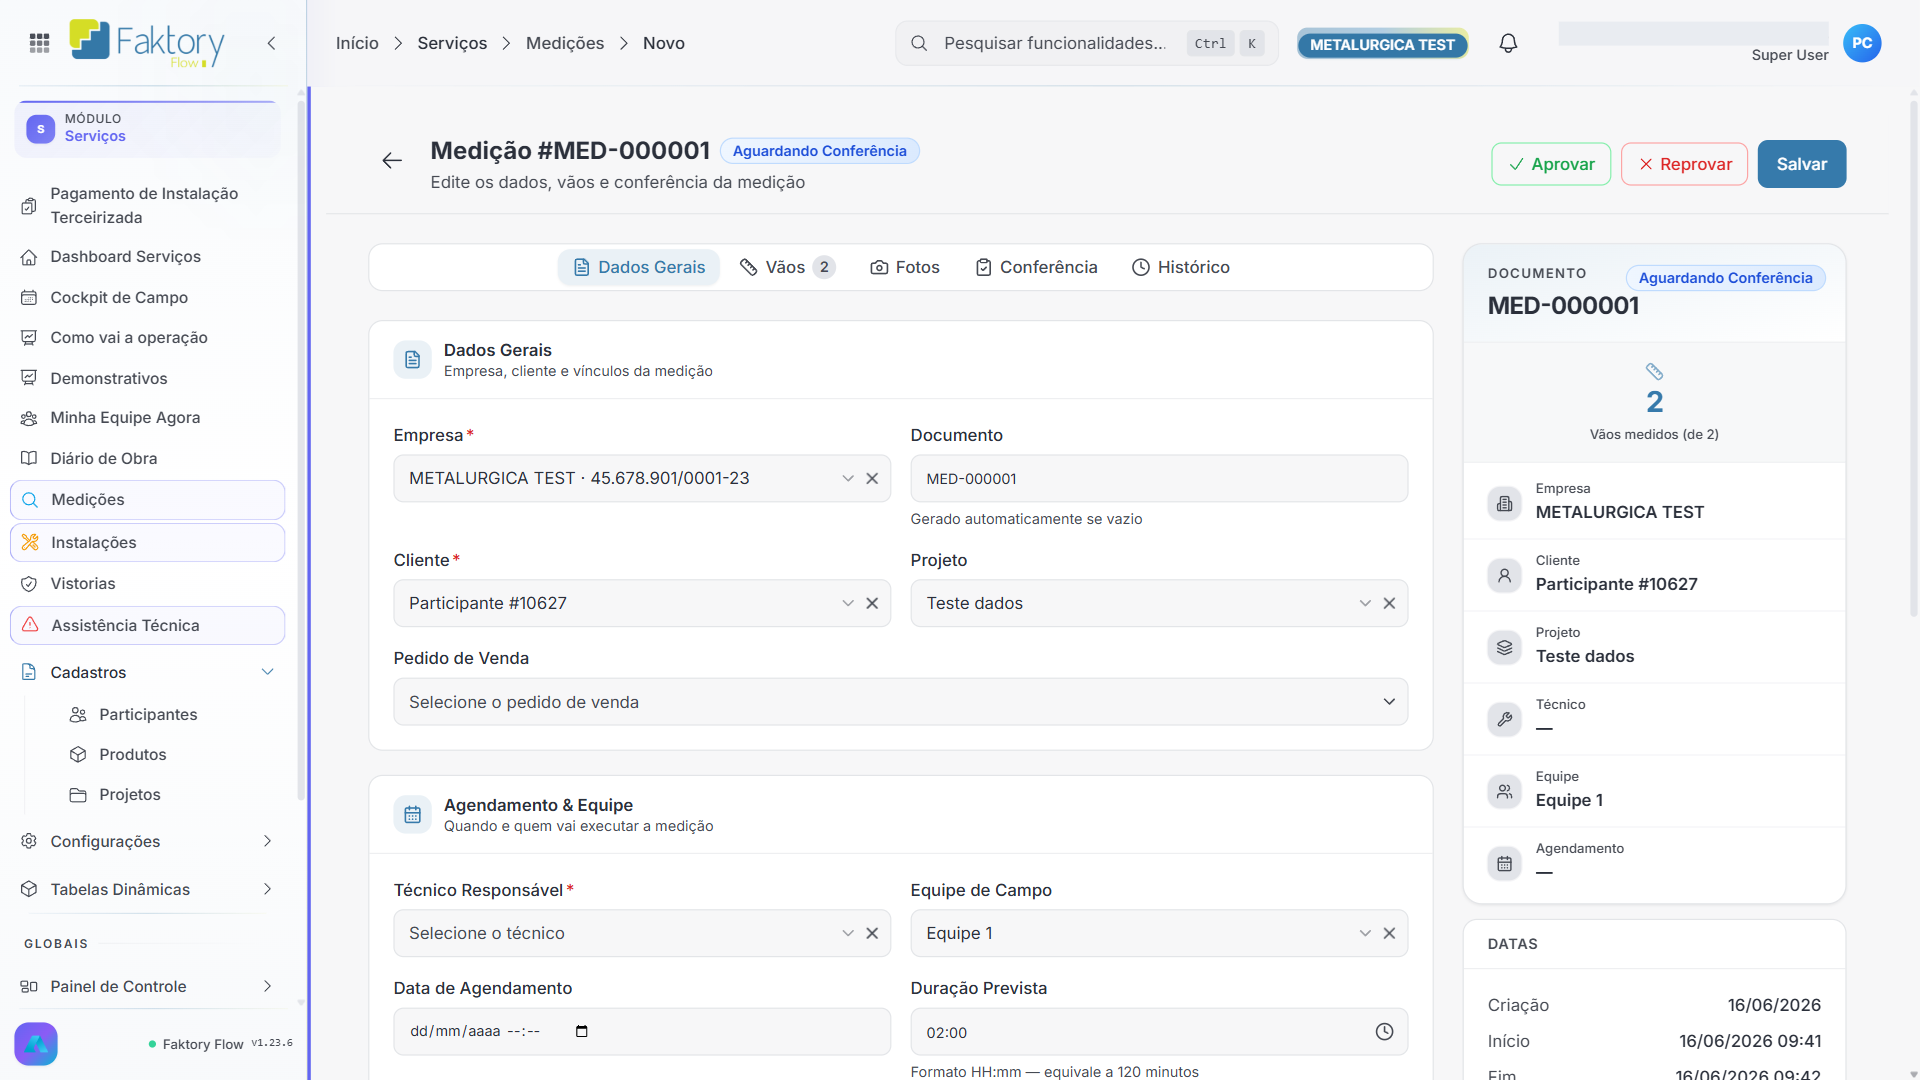 Faktory
Flow
Início > Serviços > Medições > Novo
Pesquisar funcionalidades... Ctrl K
METALURGICA TEST
Super User
PC
S
MÓDULO
Serviços
Pagamento de Instalação
Terceirizada
Dashboard Serviços
Cockpit de Campo
Como vai a operação
Demonstrativos
Minha Equipe Agora
Diário de Obra
Medições
Instalações
Vistorias
Assistência Técnica
Cadastros
Participantes
Produtos
Projetos
Configurações
Tabelas Dinâmicas
GLOBAIS
Painel de Controle
Faktory Flow v1.23.6
Medição #MED-000001 Aguardando Conferência
Edite os dados, vãos e conferência da medição
Aprovar
Reprovar
Salvar
Dados Gerais
Vãos 2
Fotos
Conferência
Histórico
Dados Gerais
Empresa, cliente e vínculos da medição
Empresa*
METALURGICA TEST · 45.678.901/0001-23
Documento
MED-000001
Gerado automaticamente se vazio
Cliente*
Participante #10627
Projeto
Teste dados
Pedido de Venda
Selecione o pedido de venda
Agendamento & Equipe
Quando e quem vai executar a medição
Técnico Responsável*
Selecione o técnico
Equipe de Campo
Equipe 1
Data de Agendamento
dd/mm/aaaa --:--
Duração Prevista
02:00
Formato HH:mm — equivale a 120 minutos
DOCUMENTO
Aguardando Conferência
MED-000001
2
Vãos medidos (de 2)
Empresa
METALURGICA TEST
Cliente
Participante #10627
Projeto
Teste dados
Técnico
—
Equipe
Equipe 1
Agendamento
—
DATAS
Criação 16/06/2026
Início 16/06/2026 09:41
Fim 16/06/2026 09:42